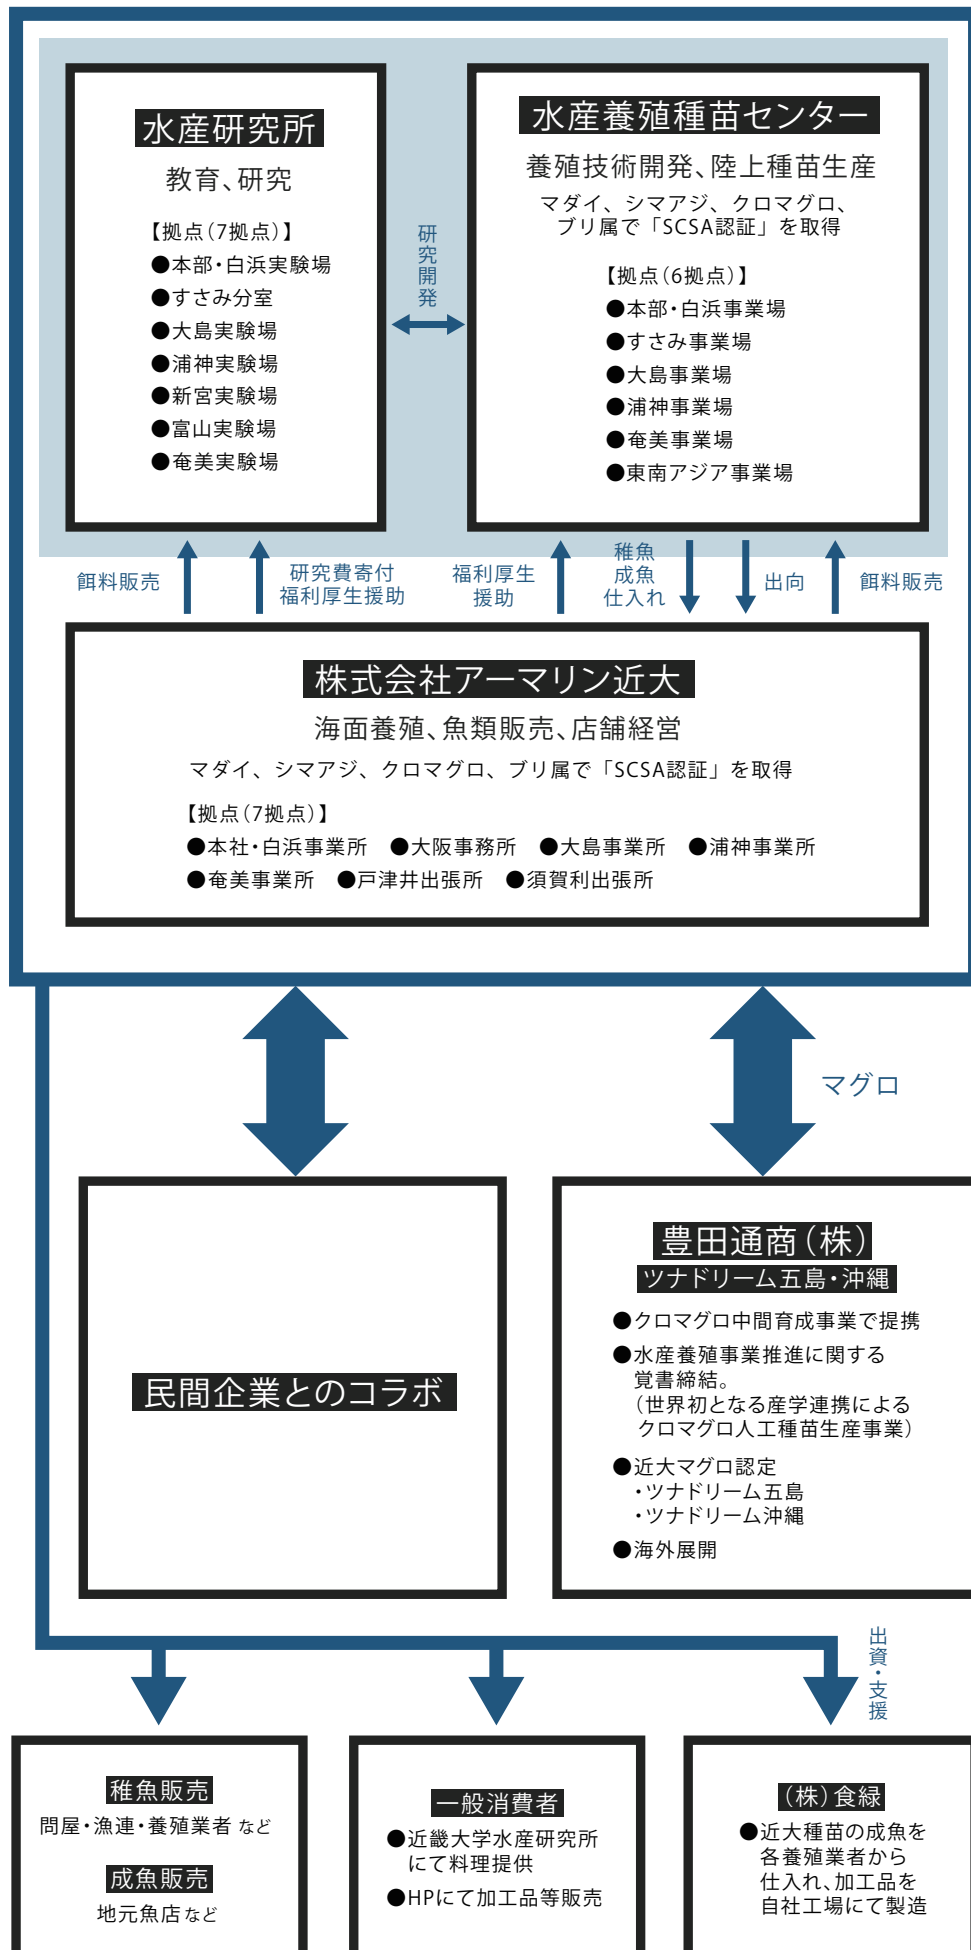 水産研究所
教育、研究
【拠点（7拠点）】
●本部・白浜実験場
●すさみ分室
●大島実験場
●浦神実験場
●新宮実験場
●富山実験場
●奄美実験場
研究開発
水産養殖種苗センター
養殖技術開発、陸上種苗生産
マダイ、シマアジ、クロマグロ、
ブリ属で「SCSA認証」を取得
【拠点（6拠点）】
●本部・白浜事業場
●すさみ事業場
●大島事業場
●浦神事業場
●奄美事業場
●東南アジア事業場
餌料販売
研究費寄付
福利厚生援助
福利厚生
援助
稚魚
成魚
仕入れ
出向
餌料販売
株式会社アーマリン近大
海面養殖、魚類販売、店舗経営
マダイ、シマアジ、クロマグロ、ブリ属で「SCSA認証」を取得
【拠点（7拠点）】
●本社・白浜事業所 ●大阪事務所 ●大島事業所 ●浦神事業所
●奄美事業所 ●戸津井出張所 ●須賀利出張所
マグロ
民間企業とのコラボ
豊田通商（株）
ツナドリーム五島・沖縄
●クロマグロ中間育成事業で提携
●水産養殖事業推進に関する
覚書締結。
（世界初となる産学連携による
クロマグロ人工種苗生産事業）
●近大マグロ認定
・ツナドリーム五島
・ツナドリーム沖縄
●海外展開
出資・支援
稚魚販売
問屋・漁連・養殖業者 など
成魚販売
地元魚店など
一般消費者
●近畿大学水産研究所
にて料理提供
●HPにて加工品等販売
（株）食緑
●近大種苗の成魚を
各養殖業者から
仕入れ、加工品を
自社工場にて製造